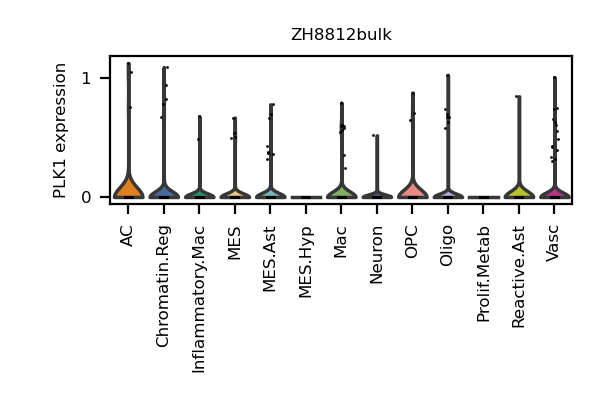 ZH8812bulk
PLK1 expression
1
0
AC
Chromatin.Reg
Inflammatory.Mac
MES
MES.Ast
MES.Hyp
Mac
Neuron
OPC
Oligo
Prolif.Metab
Reactive.Ast
Vasc